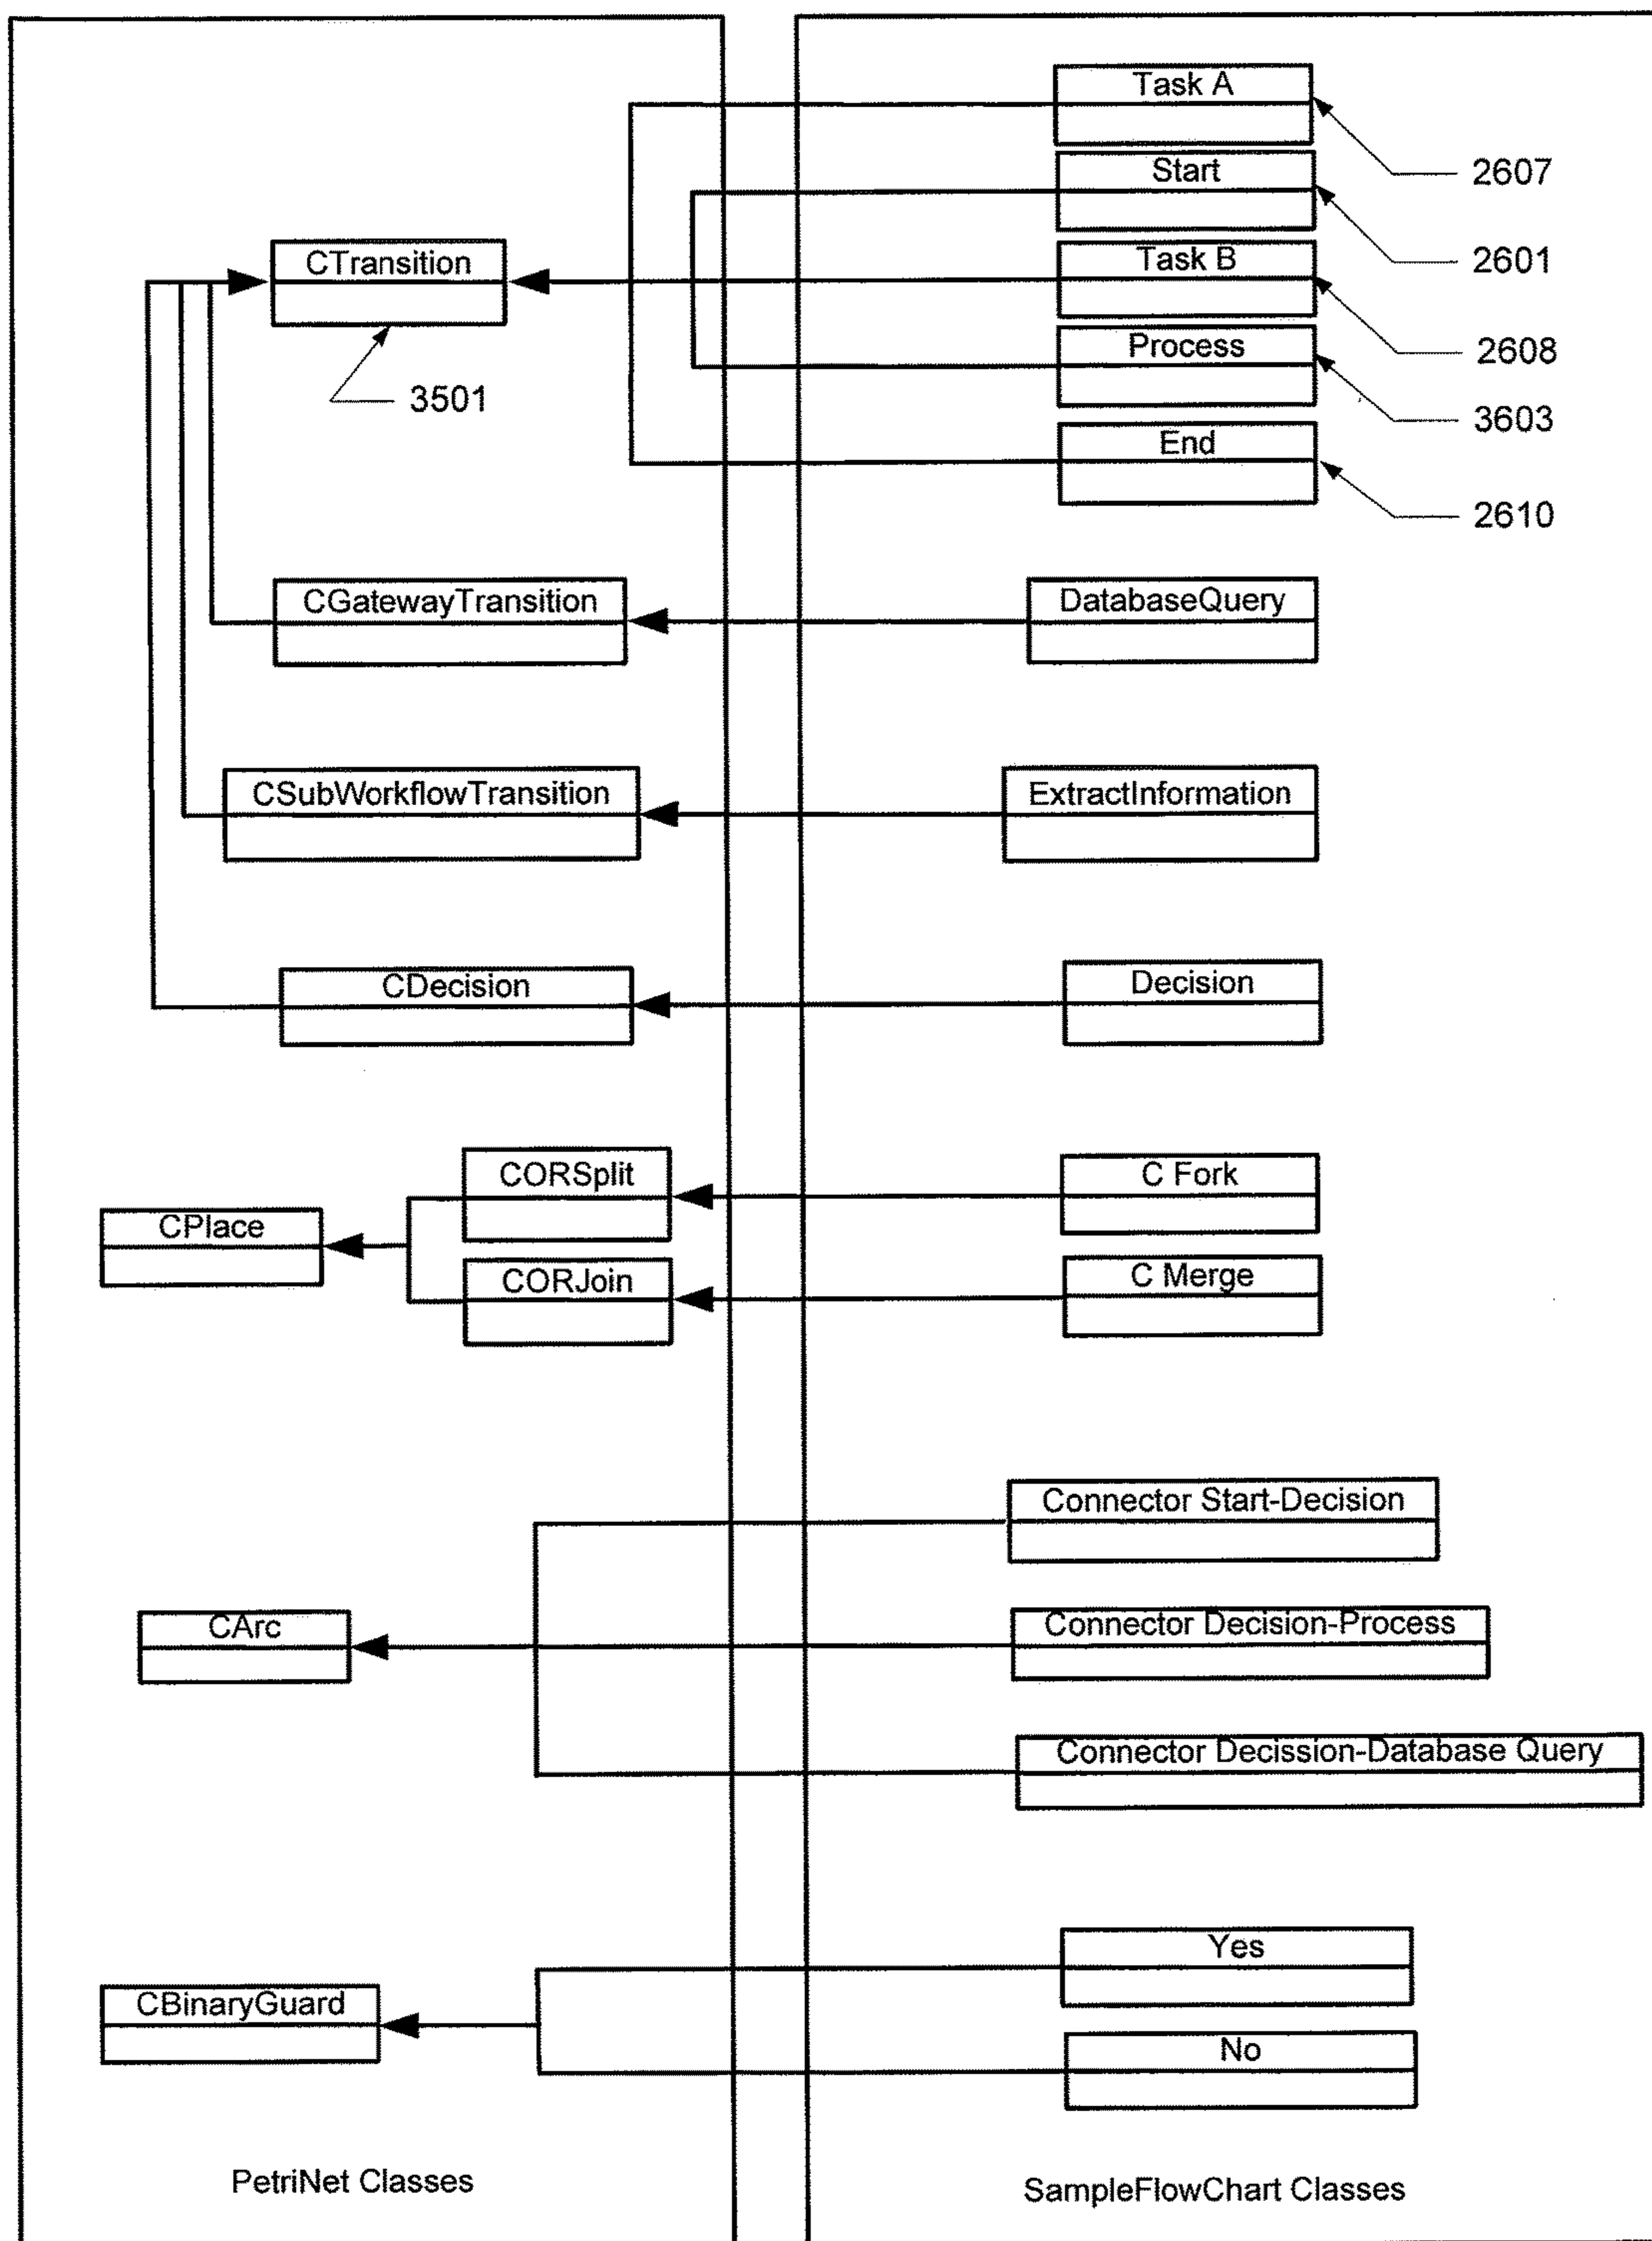 Task A
2607
Start
2601
CTransition
Task B
2608
Process
3501
3603
End
2610
CGatewayTransition
DatabaseQuery
CSubWorkflowTransition
ExtractInformation
CDecision
Decision
CORSplit
C Fork
CPlace
CORJoin
C Merge
Connector Start-Decision
CArc
Connector Decision-Process
Connector Decission-Database Query
Yes
CBinaryGuard
No
PetriNet Classes
SampleFlowChart Classes